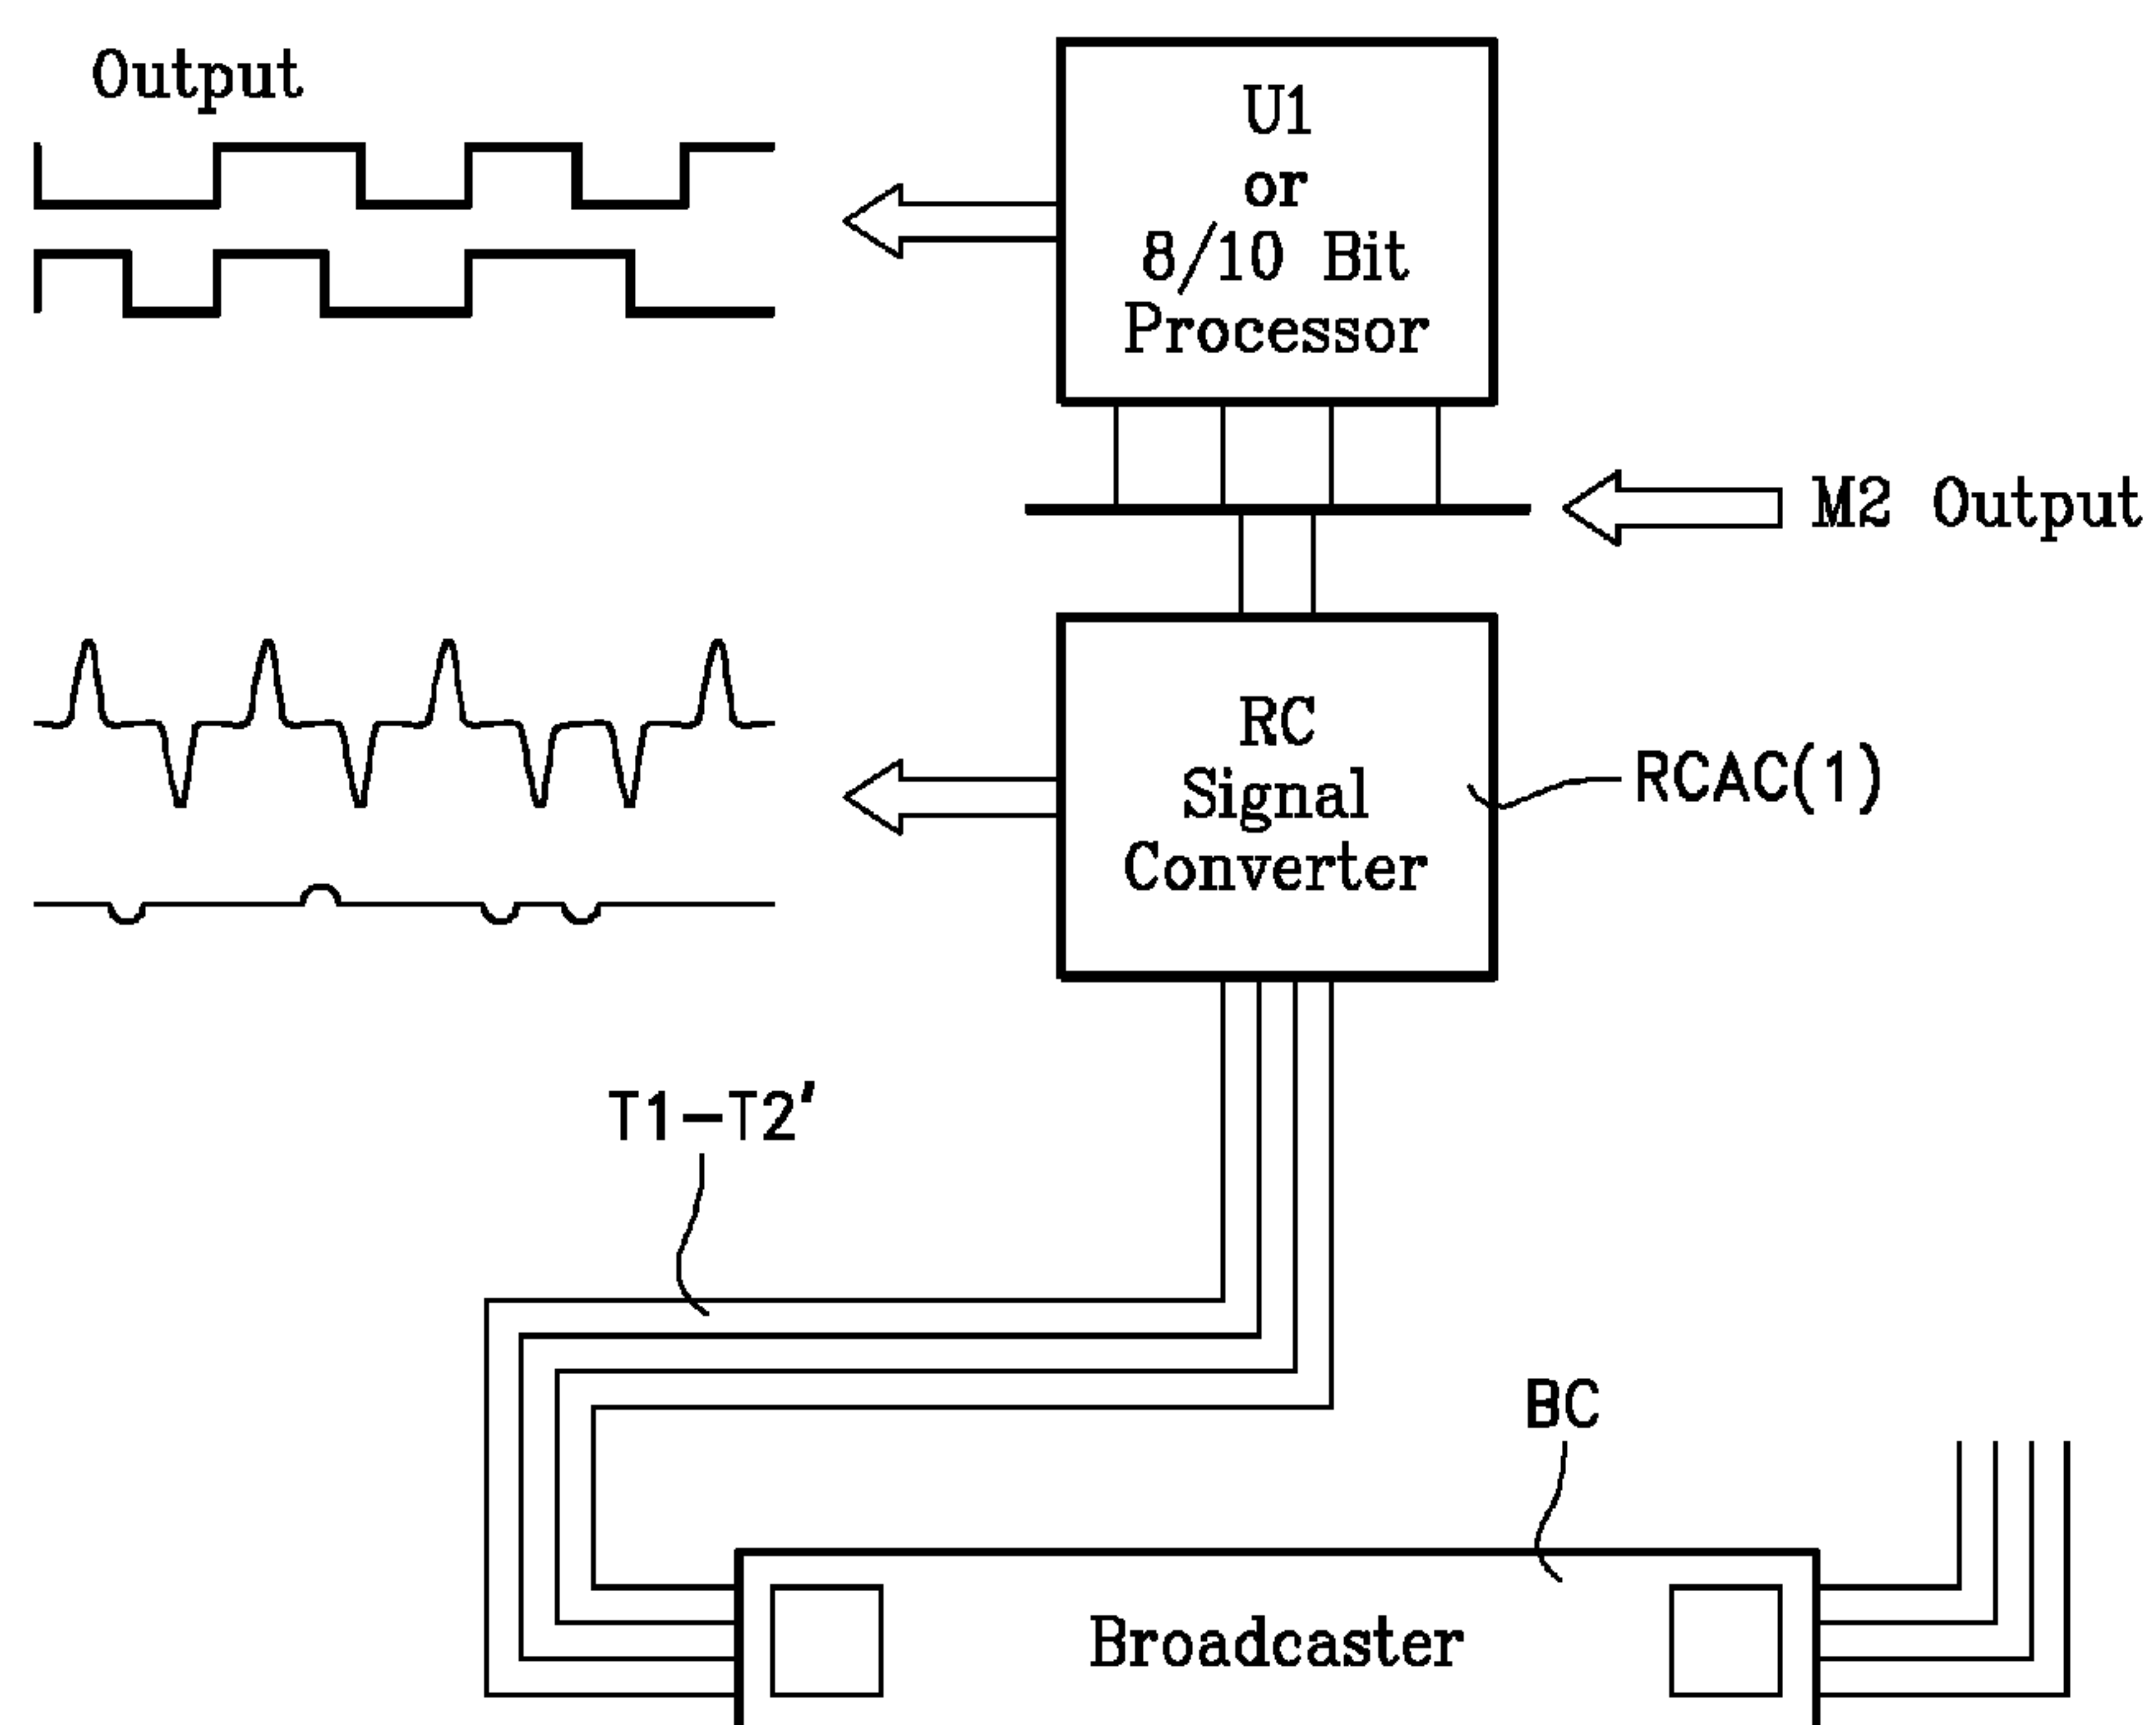 Output
U1
or
8/10 Bit
Processor
M2 Output
RC
Signal
Converter
RCAC(1)
T1-T2'
BC
Broadcaster